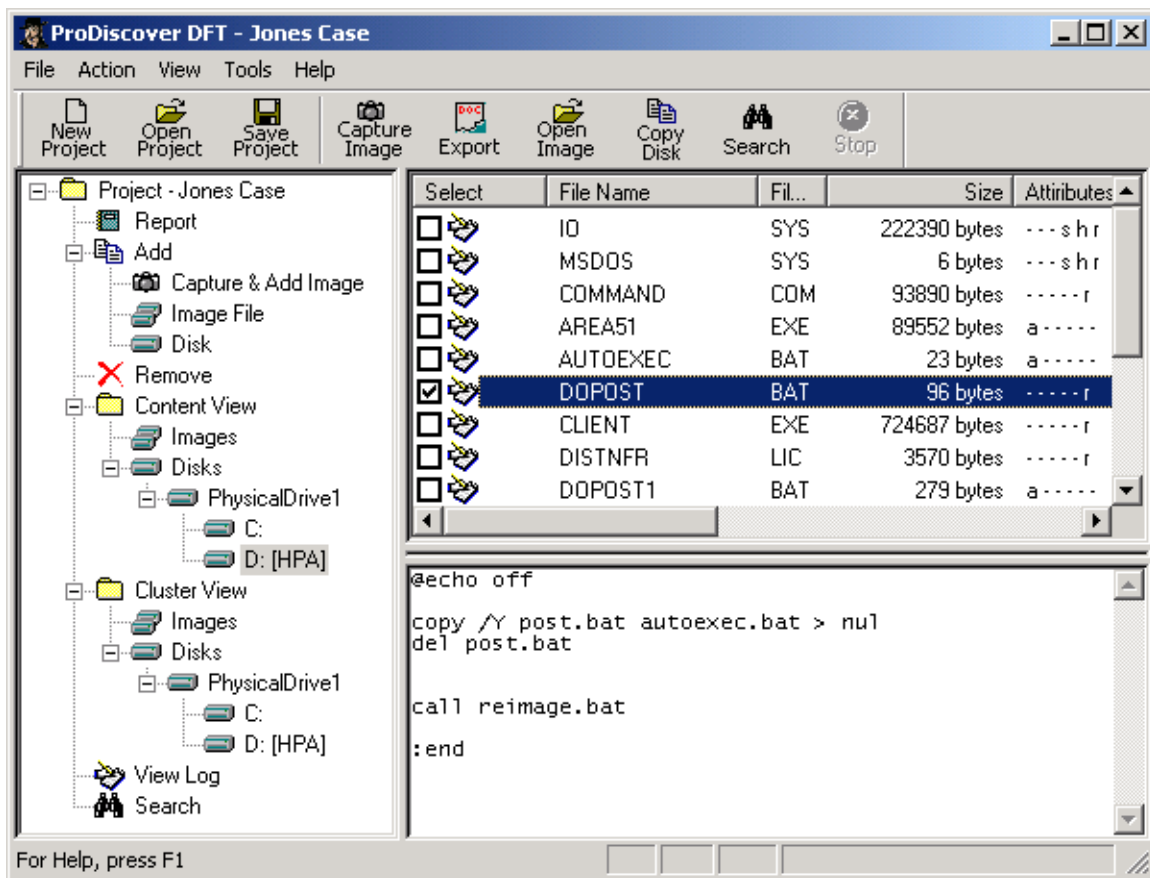 ProDiscover DFT - Jones Case
File Action View Tools Help
New Project
Open Project
Save Project
Capture Image
Export
Open Image
Copy Disk
Search
Stop
Project - Jones Case
Report
Add
Capture & Add Image
Image File
Disk
Remove
Content View
Images
Disks
PhysicalDrive1
C:
D: [HPA]
Cluster View
Images
Disks
PhysicalDrive1
C:
D: [HPA]
View Log
Search
Select File Name Fil... Size Attiributes
IO SYS 222390 bytes - - - s h r
MSDOS SYS 6 bytes - - - s h r
COMMAND COM 93890 bytes - - - - - r
AREA51 EXE 89552 bytes a - - - - -
AUTOEXEC BAT 23 bytes a - - - - -
DOPOST BAT 96 bytes - - - - - r
CLIENT EXE 724687 bytes - - - - - r
DISTNFR LIC 3570 bytes - - - - - r
DOPOST1 BAT 279 bytes a - - - - -
@echo off
copy /Y post.bat autoexec.bat > nul
del post.bat
call reimage.bat
:end
For Help, press F1